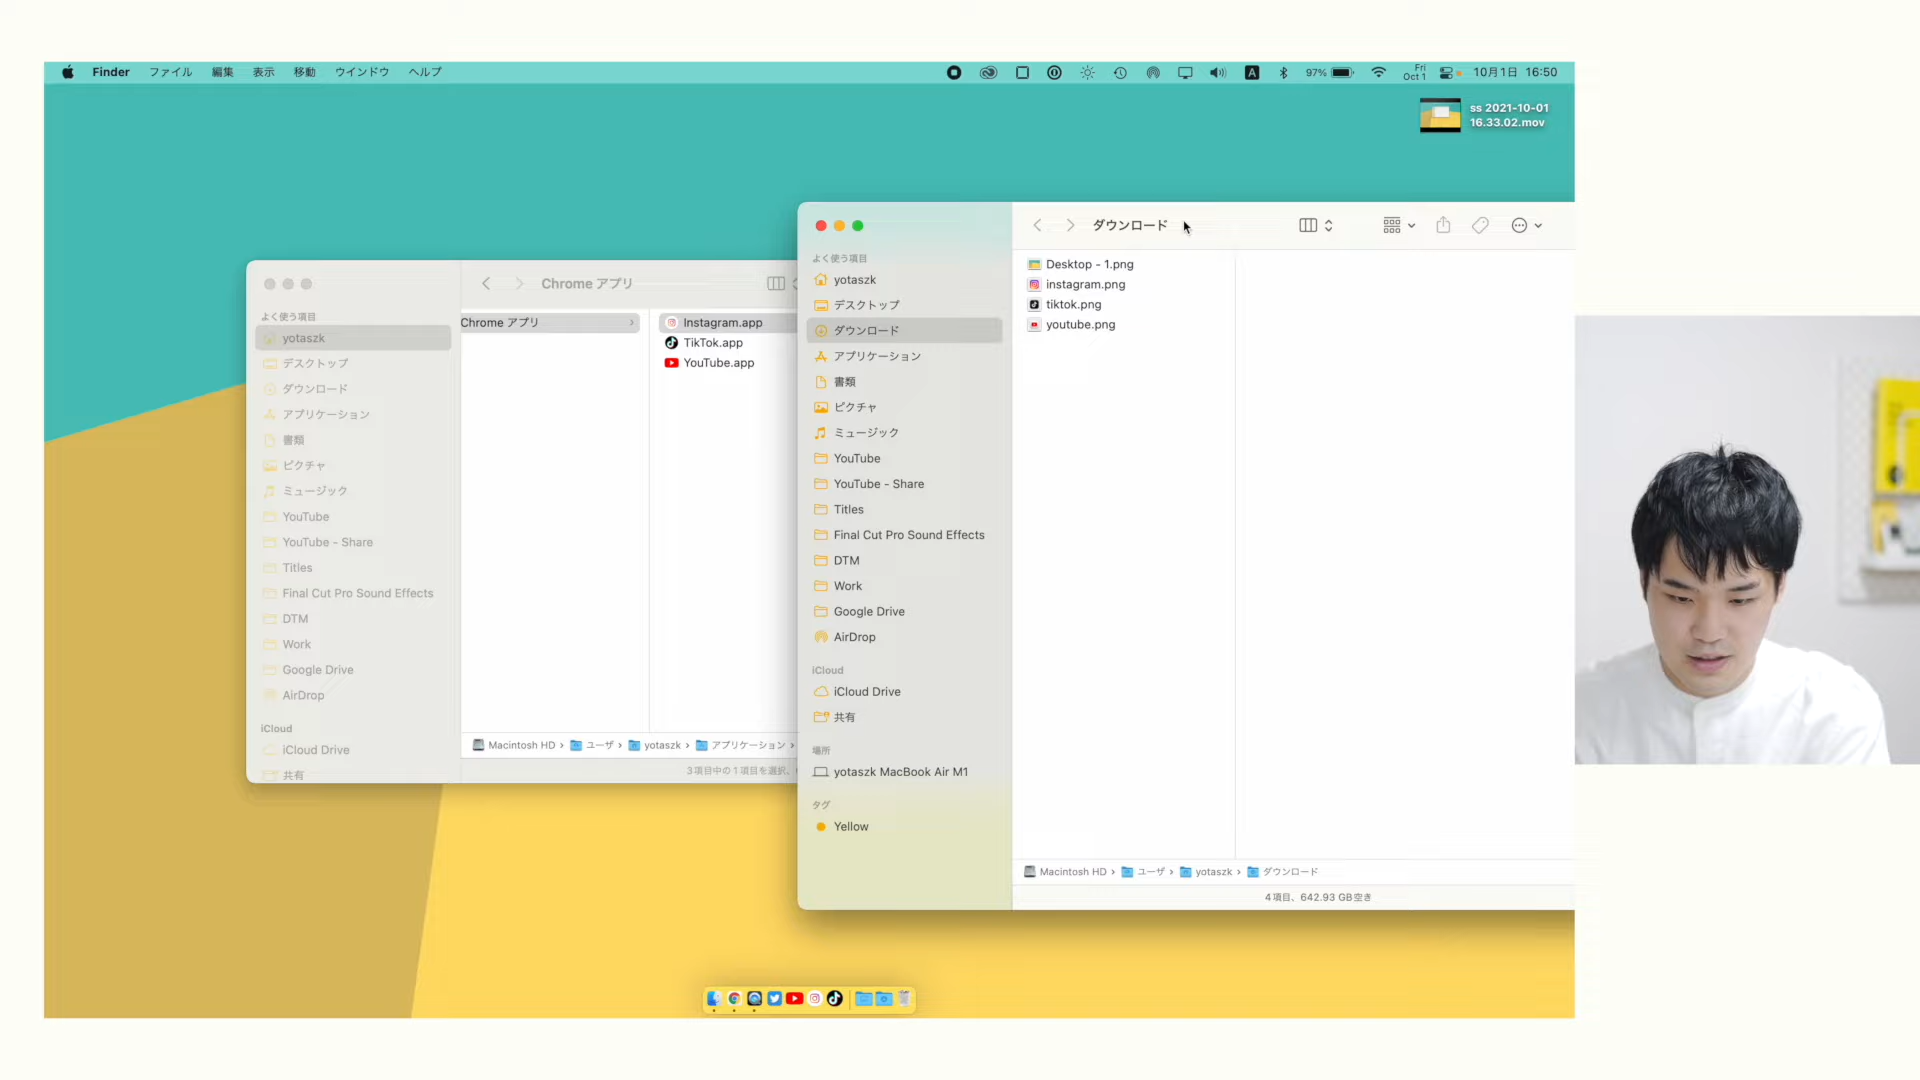 Finder ファイル 編集 表示 移動 ウインドウ ヘルプ
A 97% Fri Oct 1 10月1日 16:50
ss 2021-10-01
16.33.02.mov
Chrome アプリ
よく使う項目
yotaszk
デスクトップ
ダウンロード
アプリケーション
書類
ピクチャ
ミュージック
YouTube
YouTube - Share
Titles
Final Cut Pro Sound Effects
DTM
Work
Google Drive
AirDrop
iCloud
iCloud Drive
共有
Chrome アプリ
Instagram.app
TikTok.app
YouTube.app
Macintosh HD › ユーザ › yotaszk › アプリケーション ›
3項目中の1項目を選択、
ダウンロード
よく使う項目
yotaszk
デスクトップ
ダウンロード
アプリケーション
書類
ピクチャ
ミュージック
YouTube
YouTube - Share
Titles
Final Cut Pro Sound Effects
DTM
Work
Google Drive
AirDrop
iCloud
iCloud Drive
共有
場所
yotaszk MacBook Air M1
タグ
Yellow
Desktop - 1.png
instagram.png
tiktok.png
youtube.png
Macintosh HD › ユーザ › yotaszk › ダウンロード
4項目、642.93 GB空き